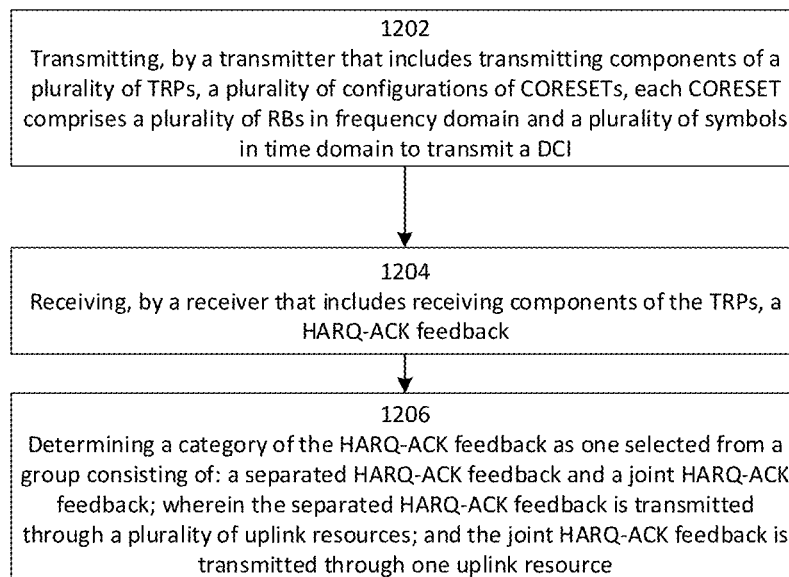 1202
Transmitting, by a transmitter that includes transmitting components of a
plurality of TRPs, a plurality of configurations of CORESETs, each CORESET
comprises a plurality of RBs in frequency domain and a plurality of symbols
in time domain to transmit a DCI
1204
Receiving, by a receiver that includes receiving components of the TRPs, a
HARQ-ACK feedback
1206
Determining a category of the HARQ-ACK feedback as one selected from a
group consisting of: a separated HARQ-ACK feedback and a joint HARQ-ACK
feedback; wherein the separated HARQ-ACK feedback is transmitted
through a plurality of uplink resources; and the joint HARQ-ACK feedback is
transmitted through one uplink resource